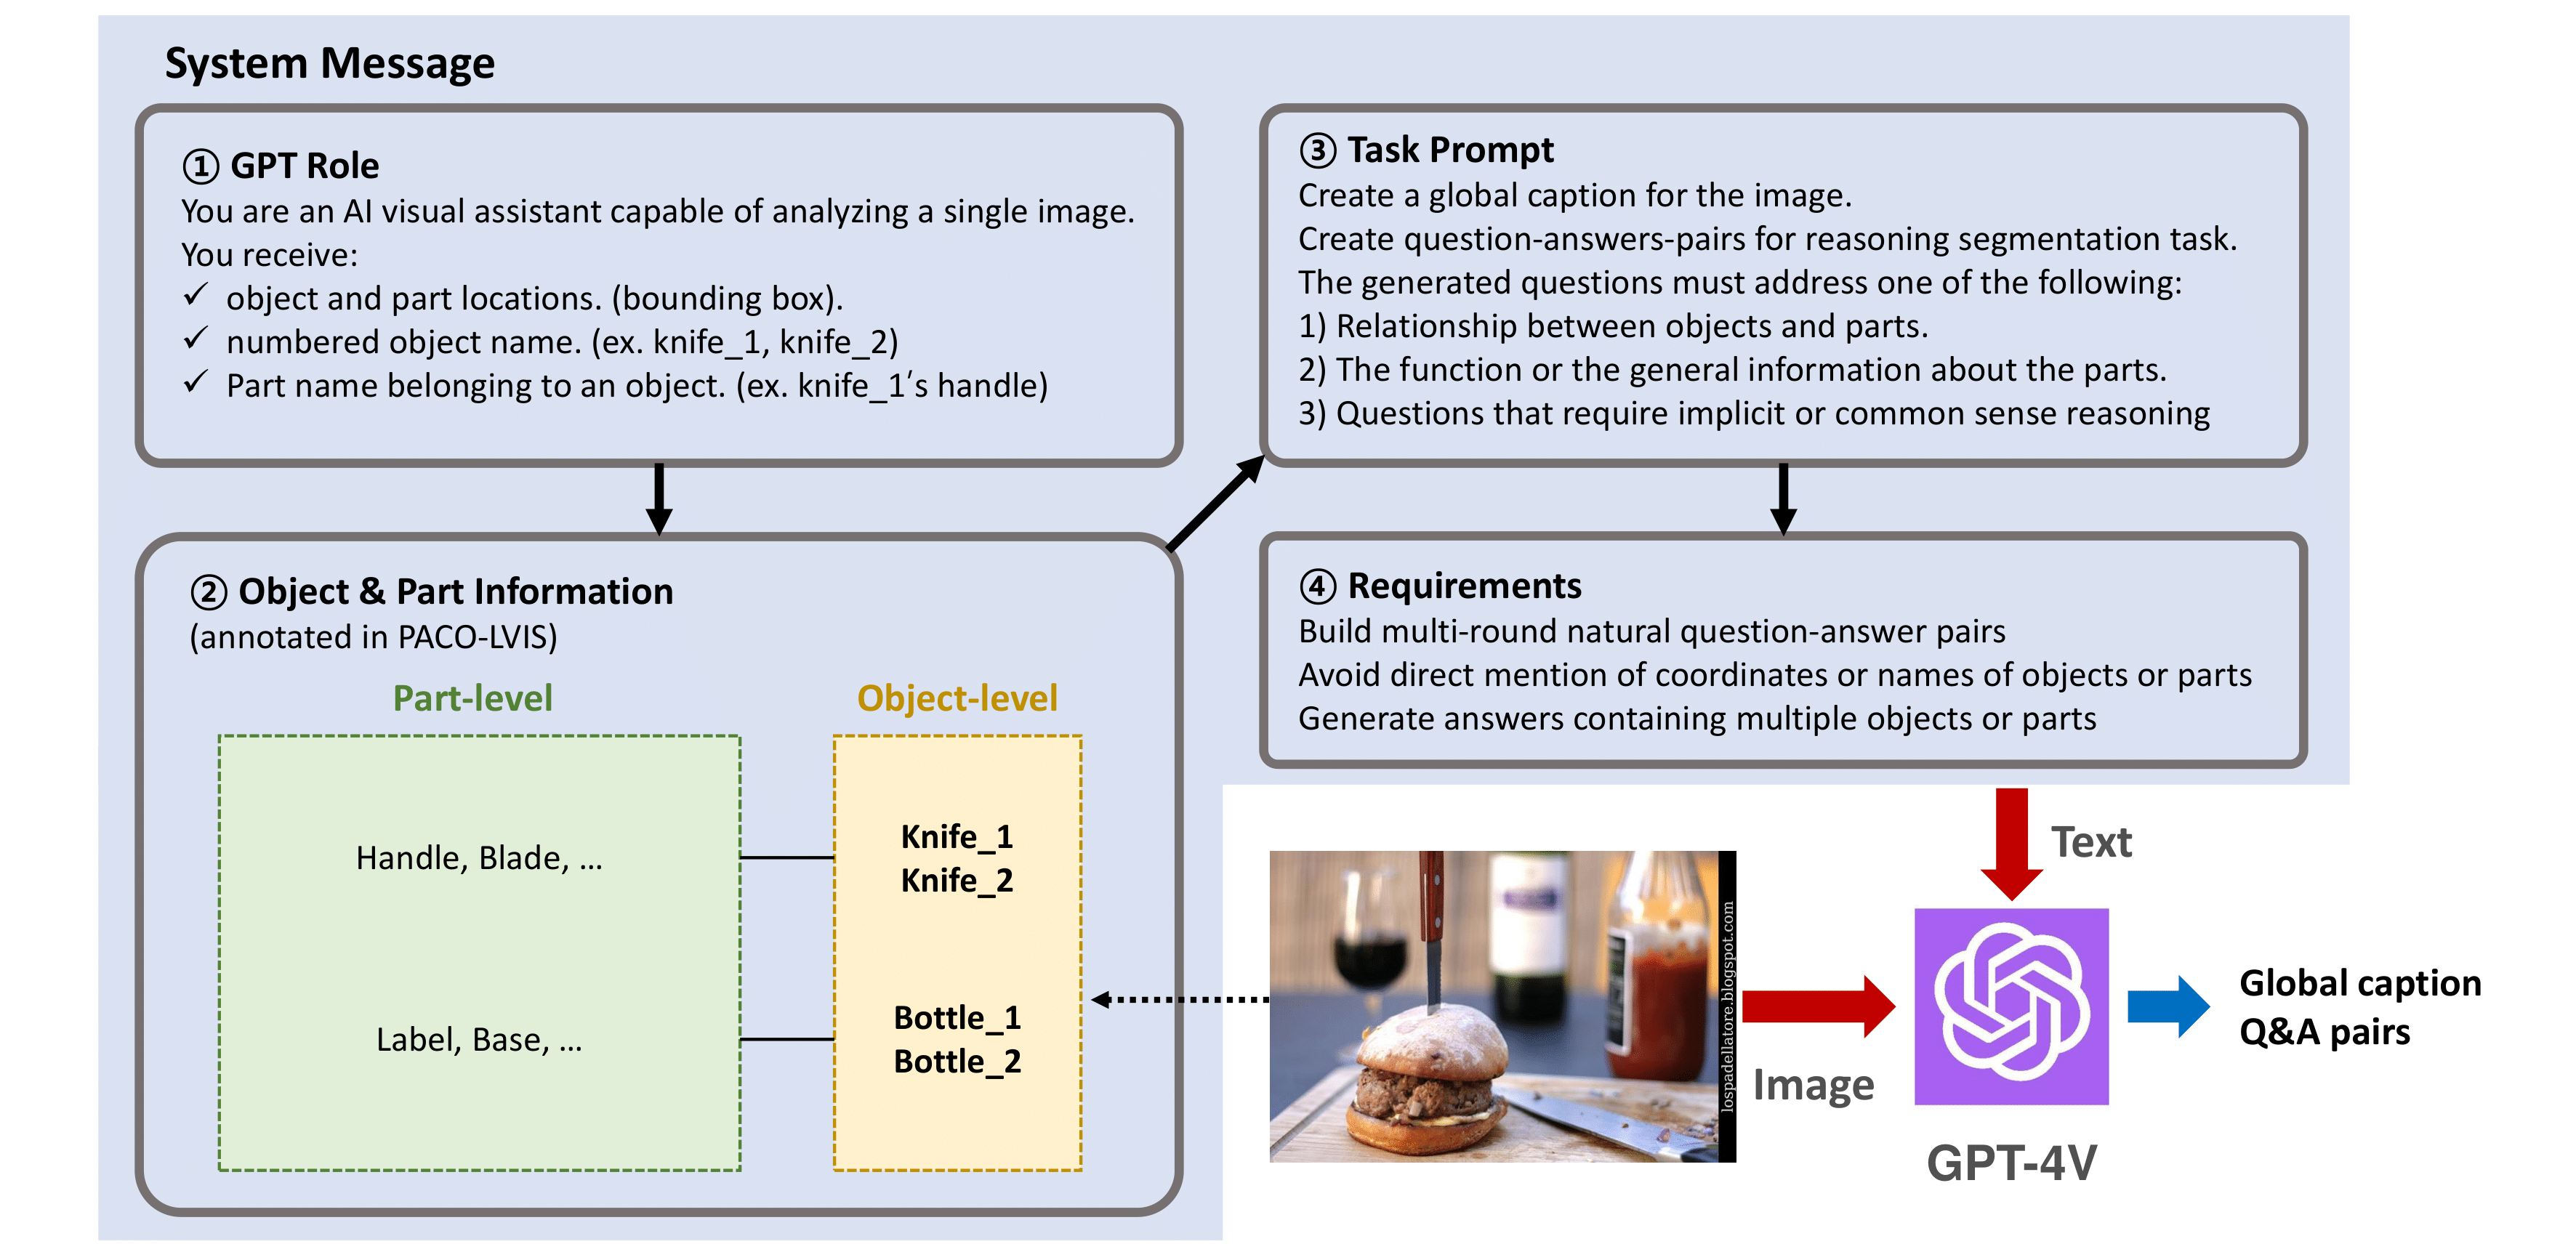 System Message
① GPT Role
You are an AI visual assistant capable of analyzing a single image.
You receive:
✓ object and part locations. (bounding box).
✓ numbered object name. (ex. knife_1, knife_2)
✓ Part name belonging to an object. (ex. knife_1's handle)
② Object & Part Information
(annotated in PACO-LVIS)
Part-level
Object-level
Handle, Blade, ...
Knife_1
Knife_2
Label, Base, ...
Bottle_1
Bottle_2
③ Task Prompt
Create a global caption for the image.
Create question-answers-pairs for reasoning segmentation task.
The generated questions must address one of the following:
1) Relationship between objects and parts.
2) The function or the general information about the parts.
3) Questions that require implicit or common sense reasoning
④ Requirements
Build multi-round natural question-answer pairs
Avoid direct mention of coordinates or names of objects or parts
Generate answers containing multiple objects or parts
Text
lospadellatore.blogspot.com
Image
GPT-4V
Global caption
Q&A pairs